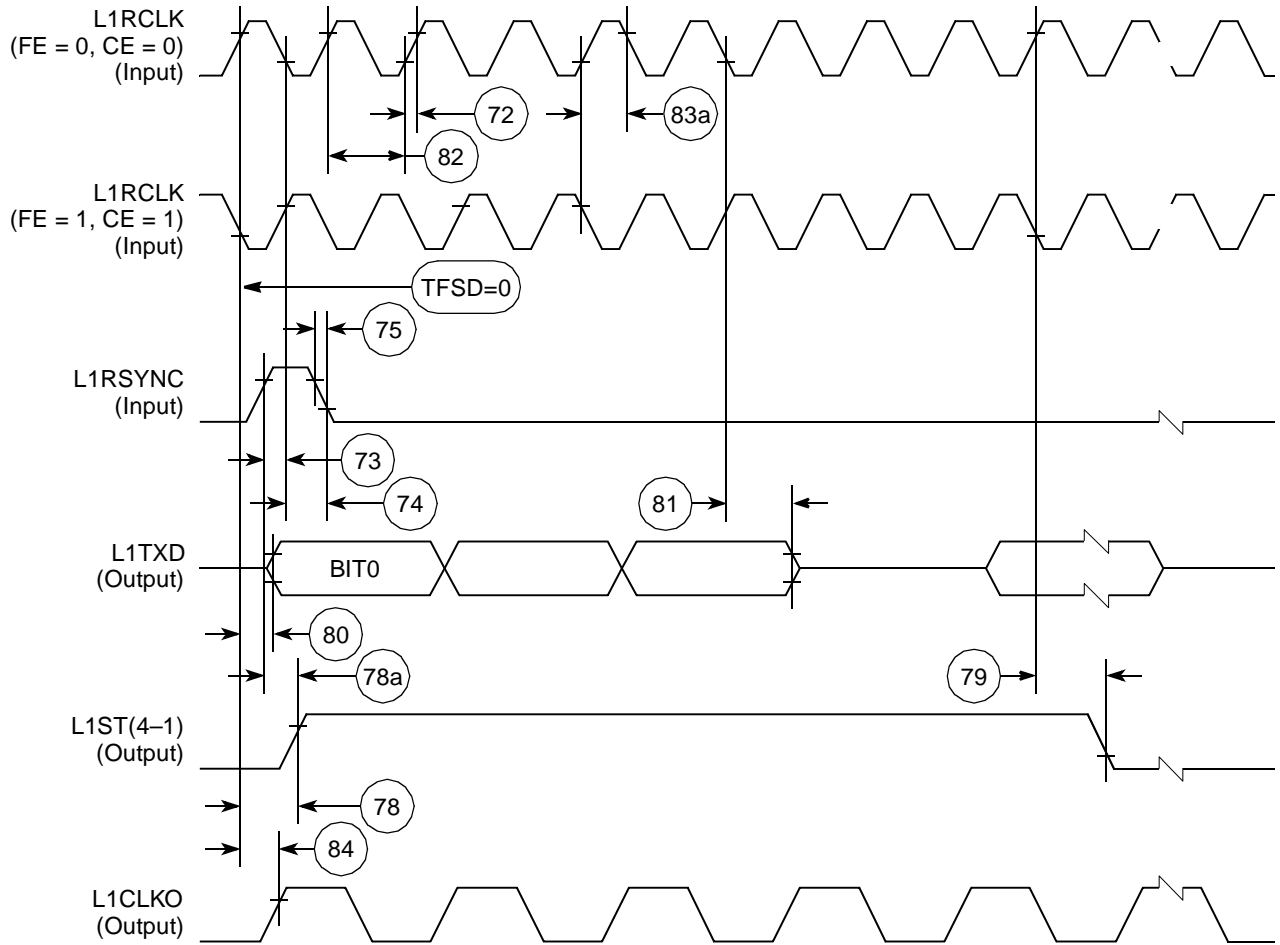 L1RCLK
(FE = 0, CE = 0)
(Input)
72
83a
82
L1RCLK
(FE = 1, CE = 1)
(Input)
TFSD=0
75
L1RSYNC
(Input)
73
74
81
L1TXD
(Output)
BIT0
80
78a
79
L1ST(4–1)
(Output)
78
84
L1CLKO
(Output)